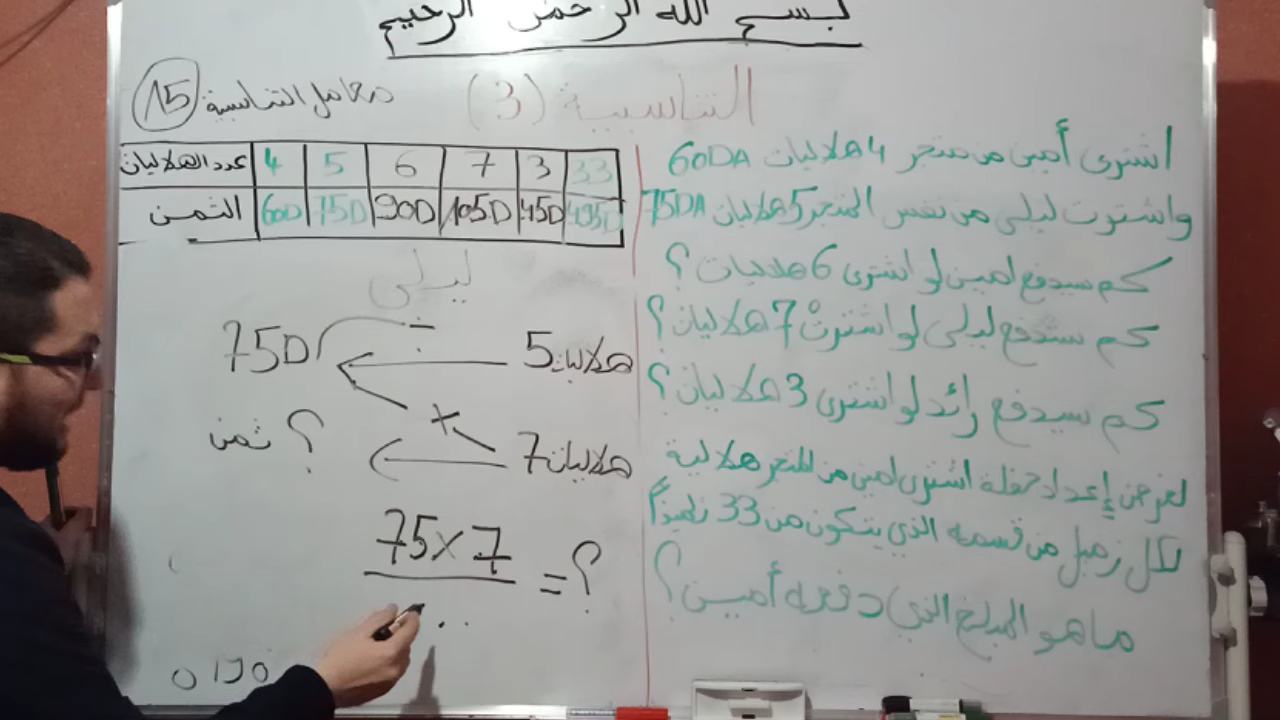 بسم الله الرحمن الرحيم
التناسبية (3)
معامل التناسبية 15
عدد الهلاليات 4 5 6 7 3 33
الثمن 60D 75D 90D 105D 45D 495D
اشترى أمين من متجر 4 هلاليات 60DA
واشترت ليلى من نفس المتجر 5 هلاليات 75DA
كم سيدفع امين لو اشترى 6 هلاليات ؟
كم ستدفع ليلى لو اشترتْ 7 هلاليات ؟
كم سيدفع رائد لو اشترى 3 هلاليات ؟
لغرض إعداد حفلة اشترى امين من المتجر هلالية
لكل زميل من قسمه الذي يتكون من 33 تلميذاً
ما هو المبلغ الذي دفعه أمين ؟
ليلى
5 هلاليات 75D ÷
7 هلاليات × ؟ ثمن
75 × 7
= ؟
...